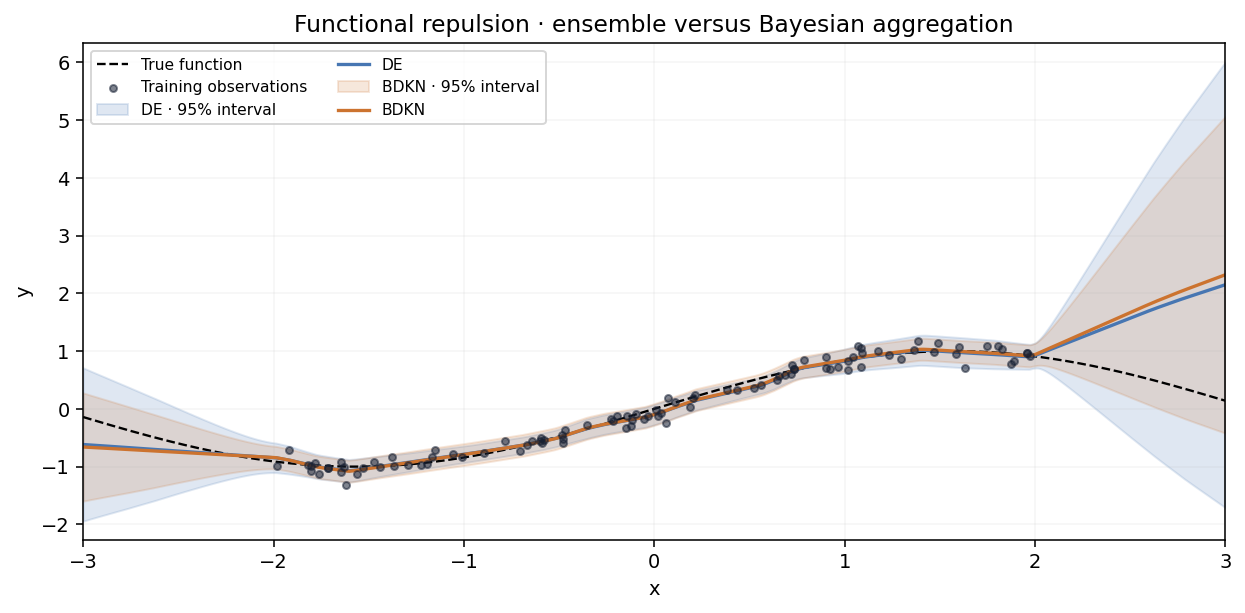 Functional repulsion · ensemble versus Bayesian aggregation
True function
Training observations
DE · 95% interval
DE
BDKN · 95% interval
BDKN
6
5
4
3
2
1
0
−1
−2
y
−3 −2 −1 0 1 2 3
x